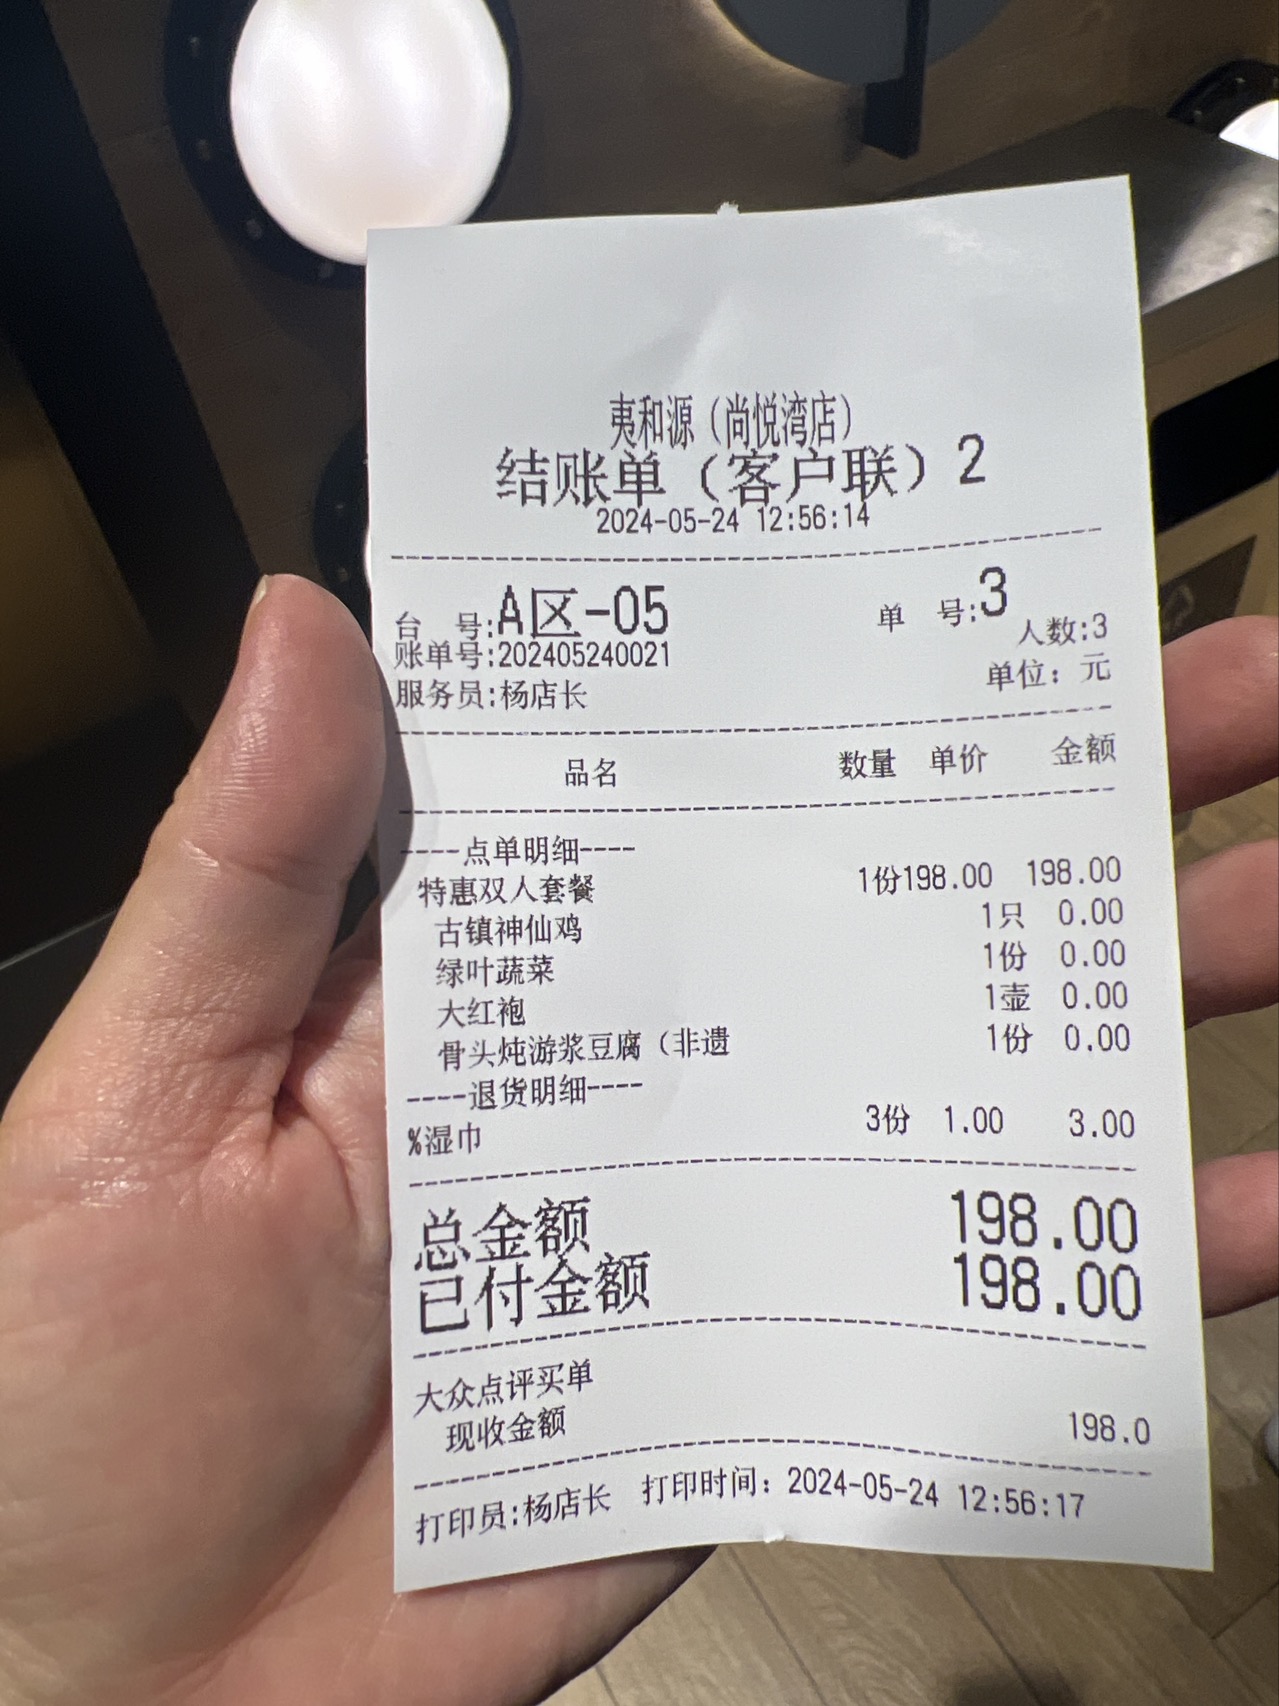 夷和源（尚悦湾店）
结账单（客户联）2
2024-05-24 12:56:14
台 号:A区-05 单 号:3
人数:3
账单号:202405240021
单位：元
服务员:杨店长
品名 数量 单价 金额
----点单明细----
特惠双人套餐 1份198.00 198.00
古镇神仙鸡 1只 0.00
绿叶蔬菜 1份 0.00
大红袍 1壶 0.00
骨头炖游浆豆腐（非遗 1份 0.00
----退货明细----
%湿巾 3份 1.00 3.00
总金额 198.00
已付金额 198.00
大众点评买单
现收金额 198.0
打印员:杨店长 打印时间：2024-05-24 12:56:17